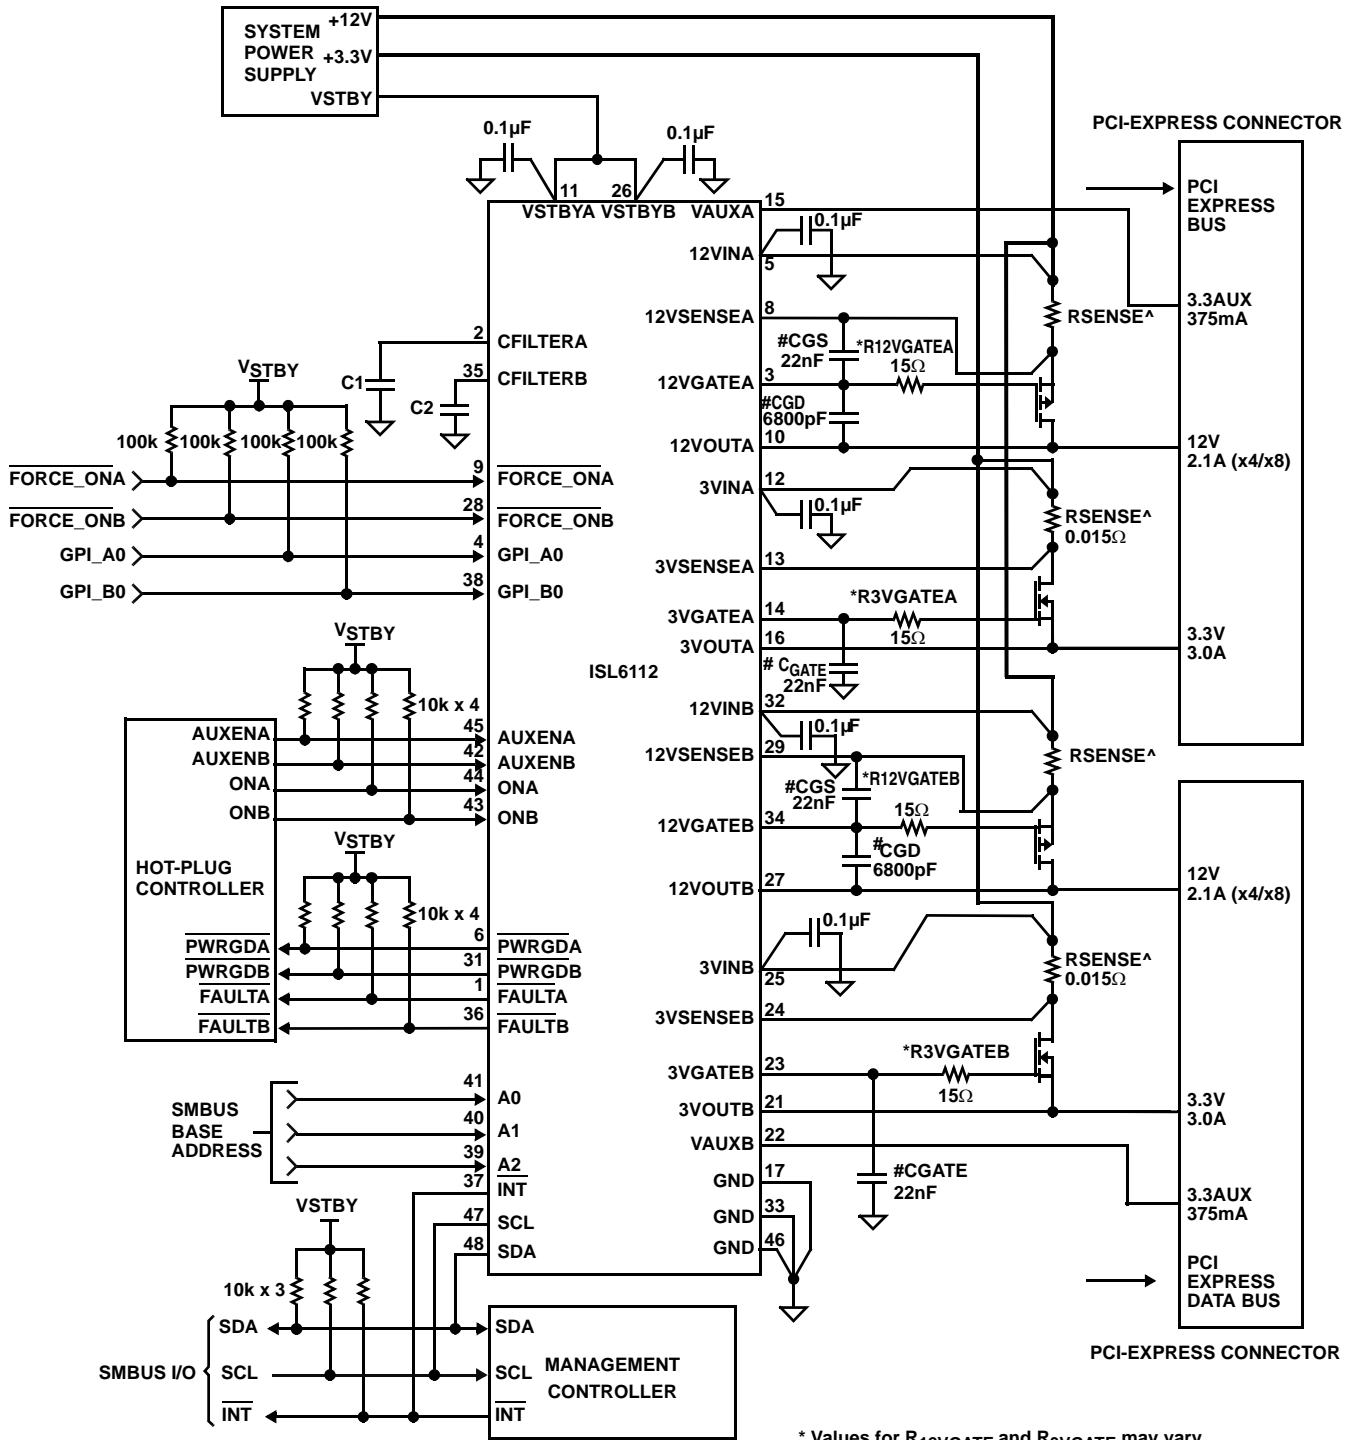 SYSTEM
POWER
SUPPLY
+12V
+3.3V
VSTBY
0.1µF
0.1µF
11
26
VSTBYA
VSTBYB
PCI-EXPRESS CONNECTOR
PCI
EXPRESS
BUS
3.3AUX
375mA
12V
2.1A (x4/x8)
3.3V
3.0A
VAUXA
15
12VINA
5
0.1µF
12VSENSEA
8
#CGS
22nF
*R12VGATEA
15Ω
12VGATEA
3
#CGD
6800pF
12VOUTA
10
RSENSE^
3VINA
12
0.1µF
RSENSE^
0.015Ω
3VSENSEA
13
3VGATEA
14
*R3VGATEA
15Ω
3VOUTA
16
# CGATE
22nF
ISL6112
2
CFILTERA
35
CFILTERB
C1
C2
VSTBY
100k
100k
100k
100k
FORCE_ONA
9
FORCE_ONA
FORCE_ONB
28
FORCE_ONB
GPI_A0
4
GPI_A0
GPI_B0
38
GPI_B0
VSTBY
10k x 4
HOT-PLUG
CONTROLLER
AUXENA
45
AUXENA
AUXENB
42
AUXENB
ONA
44
ONA
ONB
43
ONB
VSTBY
10k x 4
PWRGDA
6
PWRGDA
PWRGDB
31
PWRGDB
FAULTA
1
FAULTA
FAULTB
36
FAULTB
12VINB
32
0.1µF
12VSENSEB
29
#CGS
22nF
*R12VGATEB
15Ω
RSENSE^
12VGATEB
34
#CGD
6800pF
12VOUTB
27
3VINB
25
0.1µF
RSENSE^
0.015Ω
3VSENSEB
24
3VGATEB
23
*R3VGATEB
15Ω
3VOUTB
21
VAUXB
22
#CGATE
22nF
GND
17
GND
33
GND
46
12V
2.1A (x4/x8)
3.3V
3.0A
3.3AUX
375mA
PCI
EXPRESS
DATA BUS
PCI-EXPRESS CONNECTOR
SMBUS
BASE
ADDRESS
41
A0
40
A1
39
A2
37
INT
47
SCL
48
SDA
VSTBY
10k x 3
SMBUS I/O
SDA
SCL
INT
SDA
SCL
INT
MANAGEMENT
CONTROLLER
* Values for R12VGATE and R3VGATE may vary